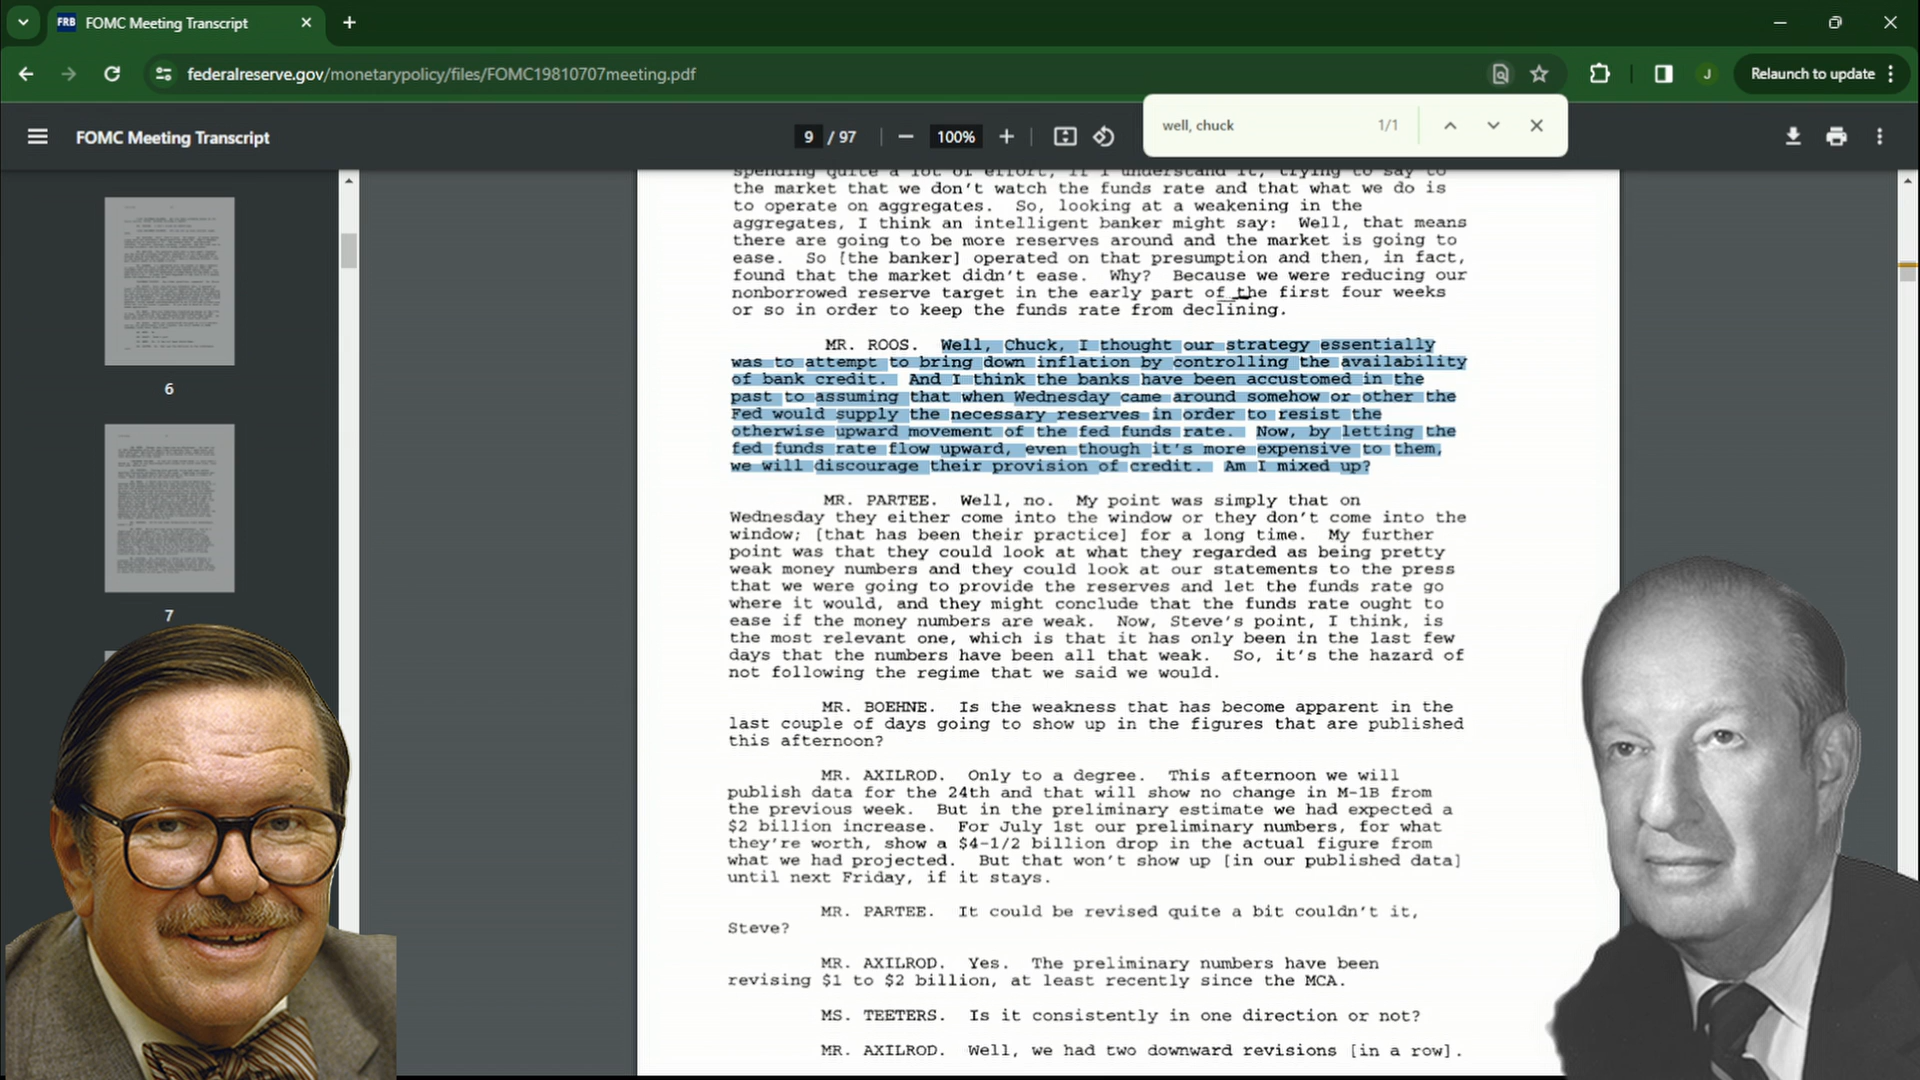 FRB FOMC Meeting Transcript
federalreserve.gov/monetarypolicy/files/FOMC19810707meeting.pdf
J
Relaunch to update
well, chuck 1/1
FOMC Meeting Transcript
9 / 97
100%
6
7
spending quite a lot of effort, if I understand it, trying to say to
the market that we don't watch the funds rate and that what we do is
to operate on aggregates. So, looking at a weakening in the
aggregates, I think an intelligent banker might say: Well, that means
there are going to be more reserves around and the market is going to
ease. So [the banker] operated on that presumption and then, in fact,
found that the market didn't ease. Why? Because we were reducing our
nonborrowed reserve target in the early part of the first four weeks
or so in order to keep the funds rate from declining.
MR. ROOS. Well, Chuck, I thought our strategy essentially
was to attempt to bring down inflation by controlling the availability
of bank credit. And I think the banks have been accustomed in the
past to assuming that when Wednesday came around somehow or other the
Fed would supply the necessary reserves in order to resist the
otherwise upward movement of the fed funds rate. Now, by letting the
fed funds rate flow upward, even though it's more expensive to them,
we will discourage their provision of credit. Am I mixed up?
MR. PARTEE. Well, no. My point was simply that on
Wednesday they either come into the window or they don't come into the
window; [that has been their practice] for a long time. My further
point was that they could look at what they regarded as being pretty
weak money numbers and they could look at our statements to the press
that we were going to provide the reserves and let the funds rate go
where it would, and they might conclude that the funds rate ought to
ease if the money numbers are weak. Now, Steve's point, I think, is
the most relevant one, which is that it has only been in the last few
days that the numbers have been all that weak. So, it's the hazard of
not following the regime that we said we would.
MR. BOEHNE. Is the weakness that has become apparent in the
last couple of days going to show up in the figures that are published
this afternoon?
MR. AXILROD. Only to a degree. This afternoon we will
publish data for the 24th and that will show no change in M-1B from
the previous week. But in the preliminary estimate we had expected a
$2 billion increase. For July 1st our preliminary numbers, for what
they're worth, show a $4-1/2 billion drop in the actual figure from
what we had projected. But that won't show up [in our published data]
until next Friday, if it stays.
MR. PARTEE. It could be revised quite a bit couldn't it,
Steve?
MR. AXILROD. Yes. The preliminary numbers have been
revising $1 to $2 billion, at least recently since the MCA.
MS. TEETERS. Is it consistently in one direction or not?
MR. AXILROD. Well, we had two downward revisions [in a row].